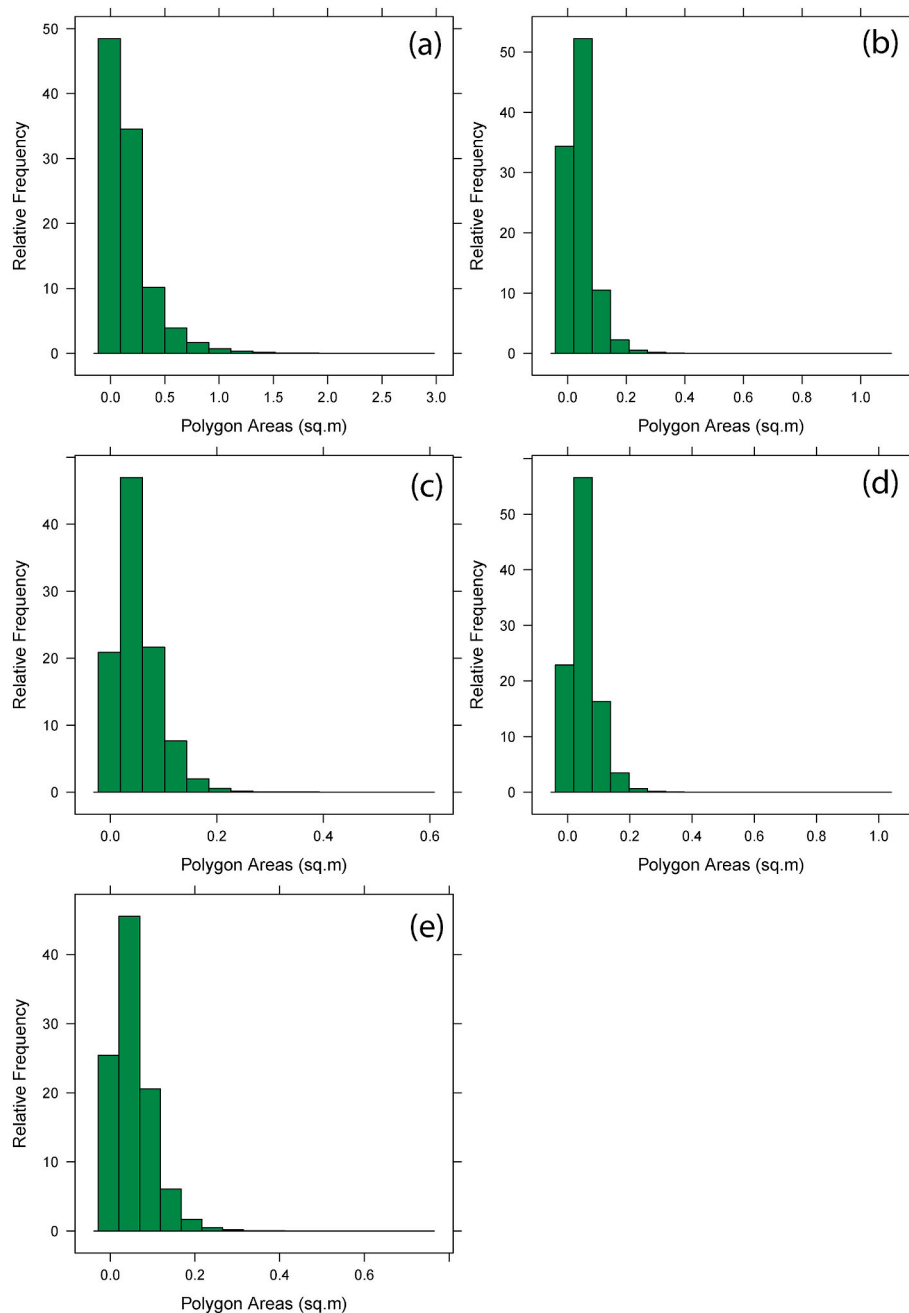 (a)
50
40
30
20
10
0
Relative Frequency
0.0 0.5 1.0 1.5 2.0 2.5 3.0
Polygon Areas (sq.m)
(b)
50
40
30
20
10
0
Relative Frequency
0.0 0.2 0.4 0.6 0.8 1.0
Polygon Areas (sq.m)
(c)
40
30
20
10
0
Relative Frequency
0.0 0.2 0.4 0.6
Polygon Areas (sq.m)
(d)
50
40
30
20
10
0
Relative Frequency
0.0 0.2 0.4 0.6 0.8 1.0
Polygon Areas (sq.m)
(e)
40
30
20
10
0
Relative Frequency
0.0 0.2 0.4 0.6
Polygon Areas (sq.m)